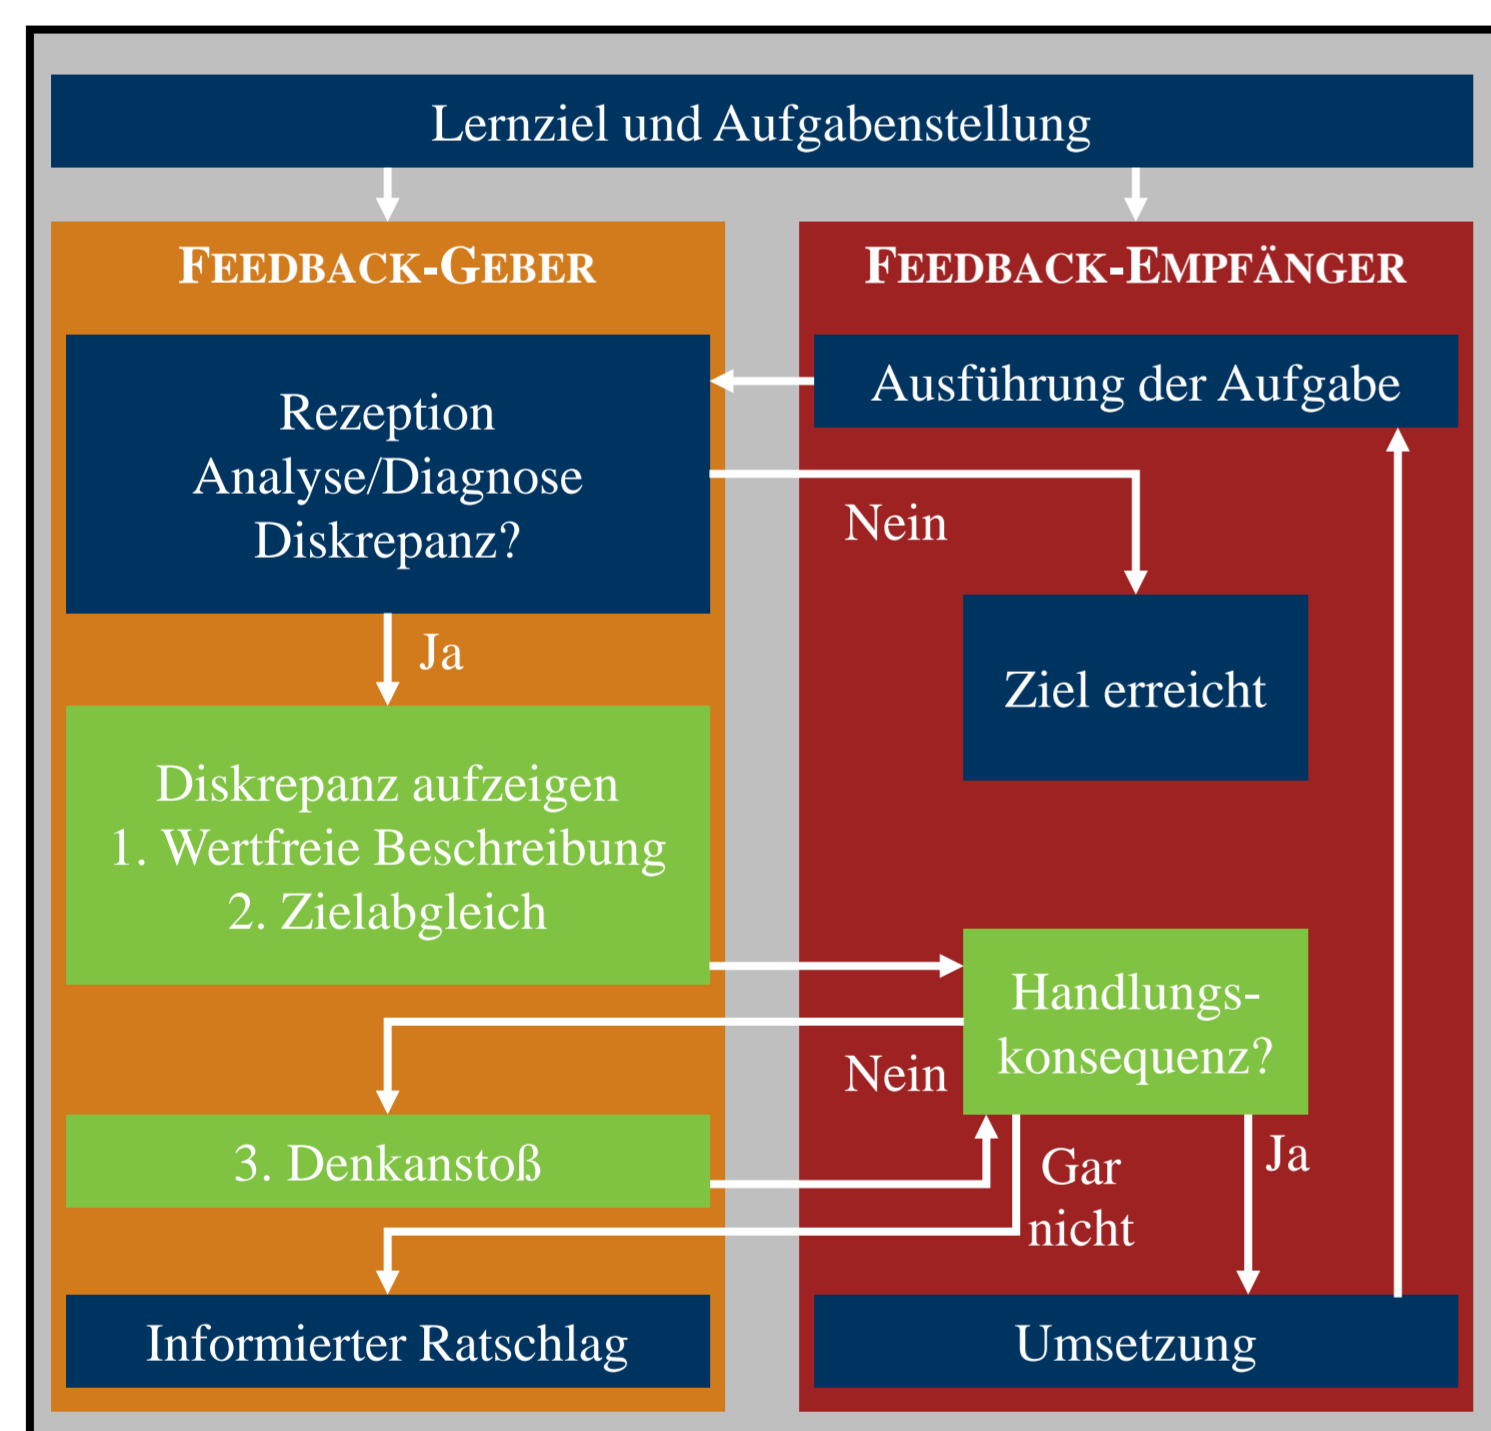 Lernziel und Aufgabenstellung
FEEDBACK-GEBER
Rezeption
Analyse/Diagnose
Diskrepanz?
Ja
Diskrepanz aufzeigen
1. Wertfreie Beschreibung
2. Zielabgleich
3. Denkanstoß
Informierter Ratschlag
FEEDBACK-EMPFÄNGER
Ausführung der Aufgabe
Nein
Ziel erreicht
Handlungs-
konsequenz?
Nein
Gar
nicht
Ja
Umsetzung